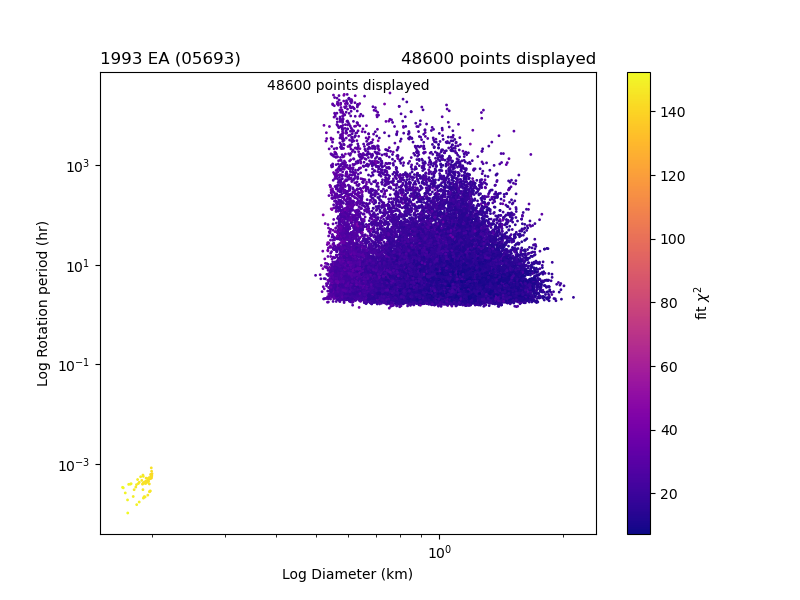 1993 EA (05693)
48600 points displayed
48600 points displayed
Log Rotation period (hr)
10³
10¹
10⁻¹
10⁻³
10⁰
Log Diameter (km)
140
120
100
80
60
40
20
fit χ²